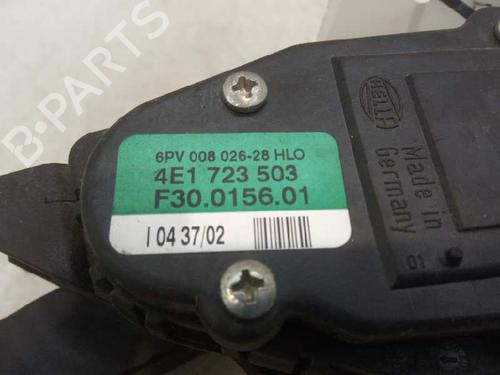 6PV 008 026-28 HLO
4E1 723 503
F30.0156.01
I 04 37/02
HELLA
Made in
Germany
B-PARTS